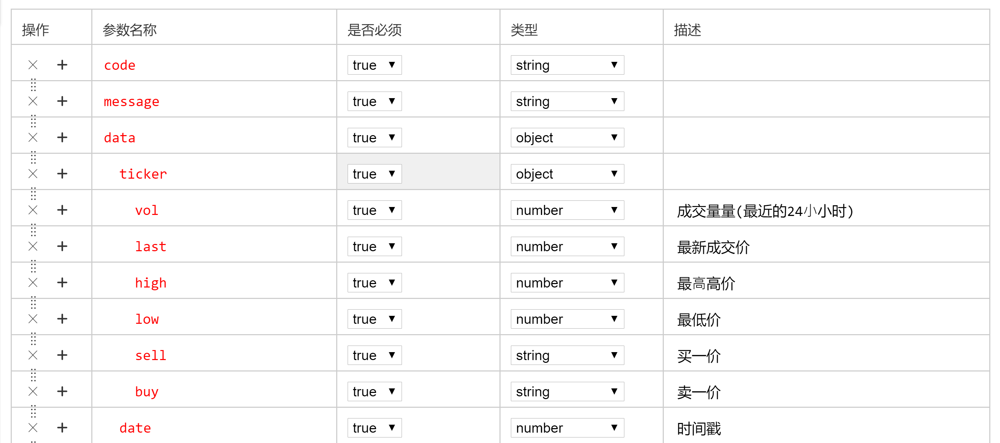 操作 参数名称 是否必须 类型 描述
code true string
message true string
data true object
ticker true object
vol true number 成交量量(最近的24⼩小时)
last true number 最新成交价
high true number 最⾼高价
low true number 最低价
sell true string 买一价
buy true string 卖一价
date true number 时间戳